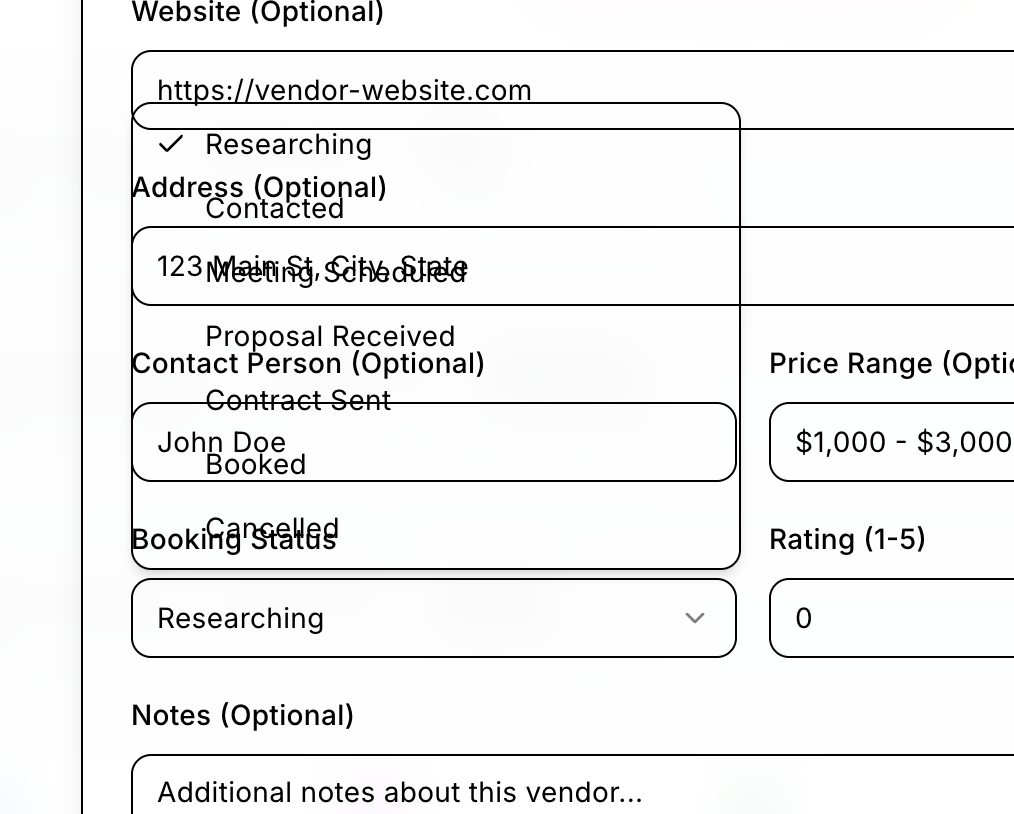 Website (Optional)
https://vendor-website.com
Researching
Address (Optional)
Contacted
123 Main St, City, State
Meeting Scheduled
Proposal Received
Contact Person (Optional)
Price Range (Optio
Contract Sent
John Doe
$1,000 - $3,000
Booked
Cancelled
Booking Status
Rating (1-5)
Researching
0
Notes (Optional)
Additional notes about this vendor...